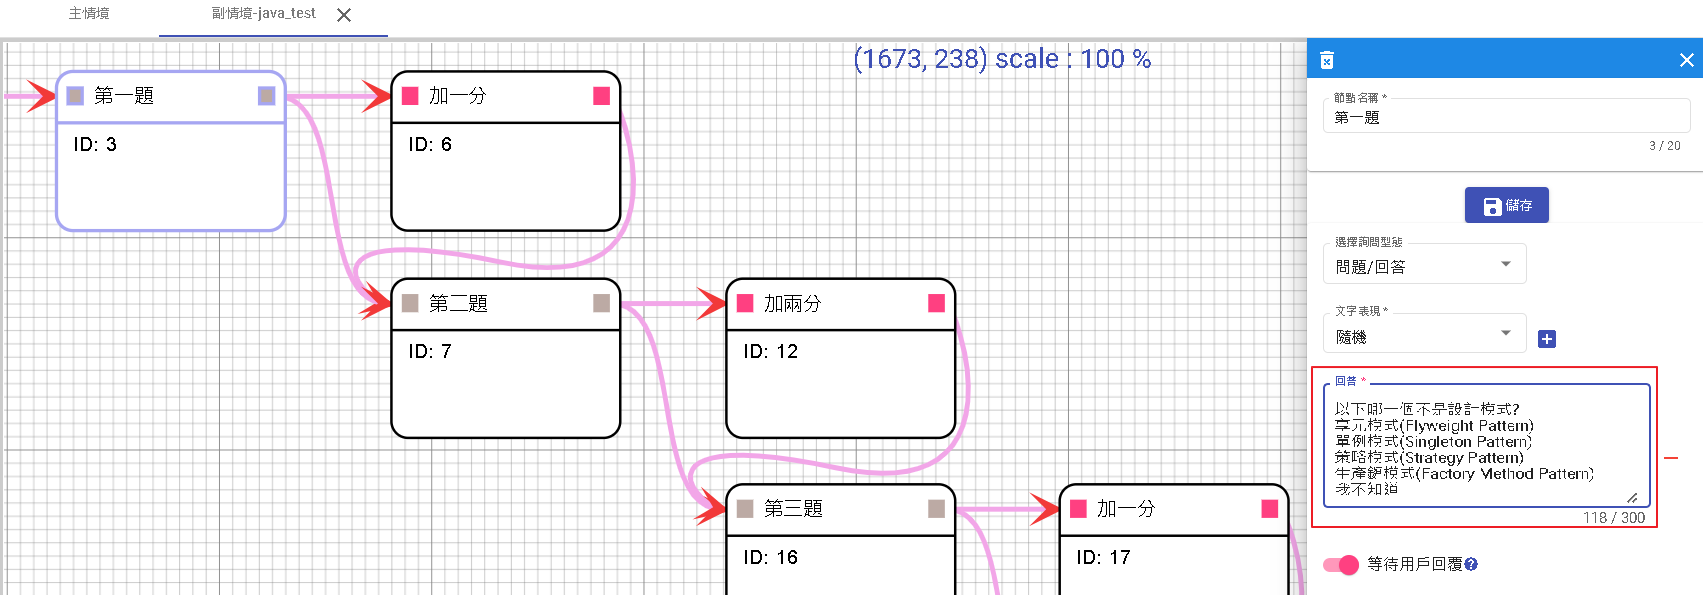 主情境
副情境-java_test
(1673, 238) scale : 100 %
第一題
ID: 3
加一分
ID: 6
第二題
ID: 7
加兩分
ID: 12
第三題
ID: 16
加一分
ID: 17
節點名稱 *
第一題
3 / 20
儲存
選擇詢問型態
問題/回答
文字表現 *
隨機
回答 *
以下哪一個不是設計模式?
享元模式(Flyweight Pattern)
單例模式(Singleton Pattern)
策略模式(Strategy Pattern)
生產鏈模式(Factory Method Pattern)
我不知道
118 / 300
等待用戶回覆